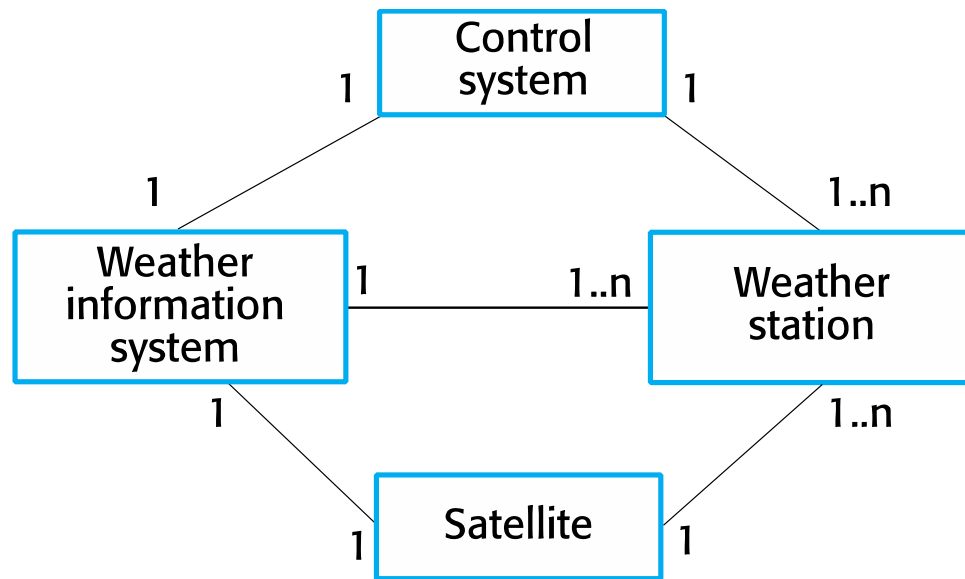 Control
system
1
1
1
1..n
Weather
information
system
1
1..n
Weather
station
1
1..n
Satellite
1
1